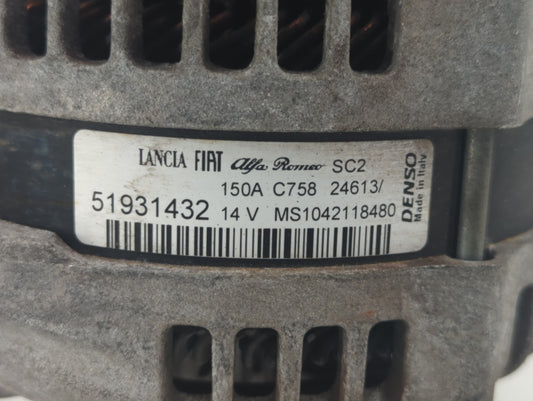 LANCIA FIAT Alfa Romeo SC2
150A C758 24613/
51931432 14 V MS1042118480
DENSO
Made in Italy